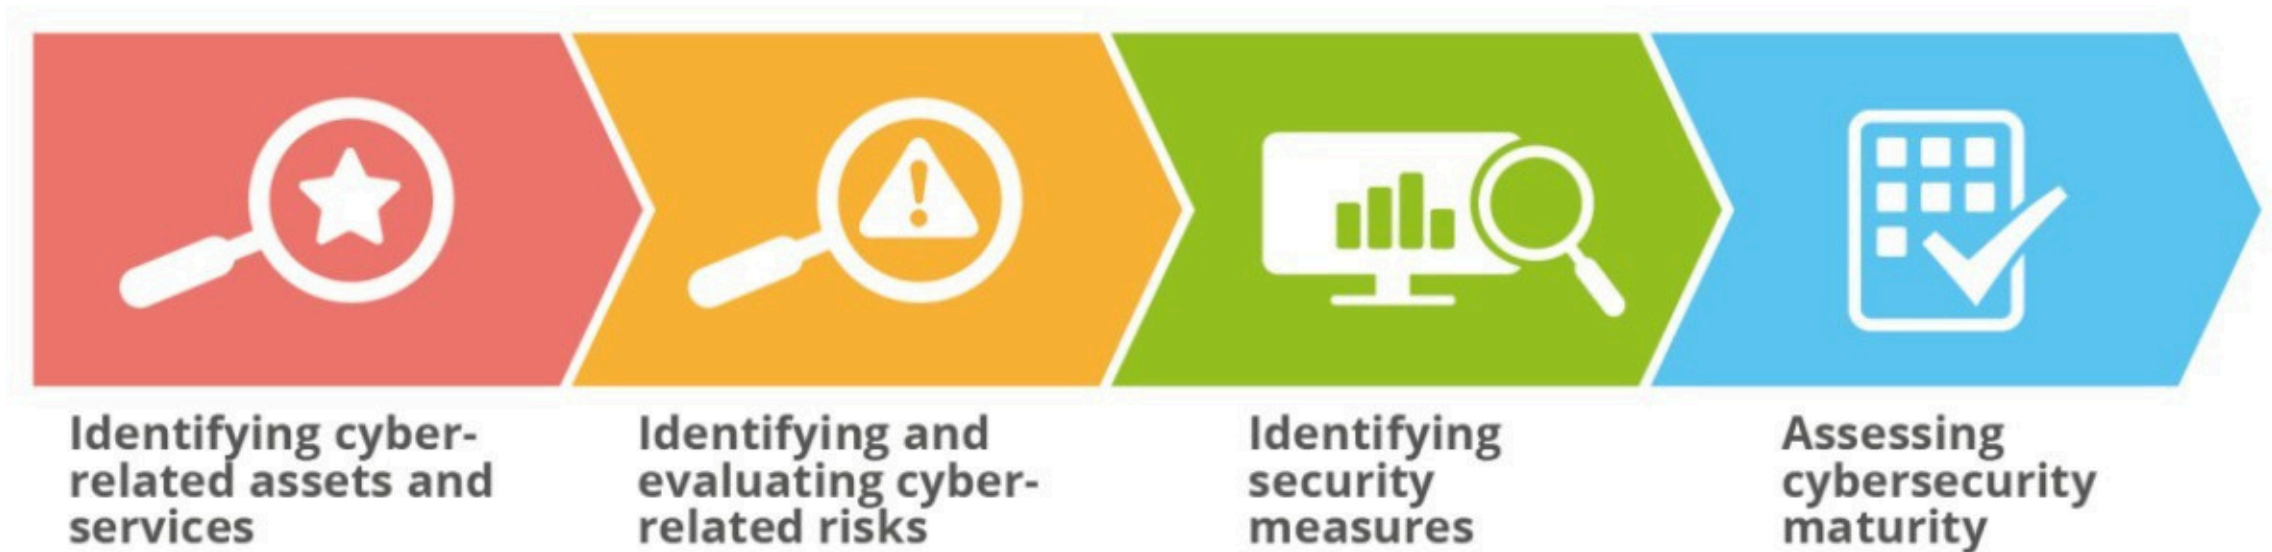 Identifying cyber-
related assets and
services
Identifying and
evaluating cyber-
related risks
Identifying
security
measures
Assessing
cybersecurity
maturity